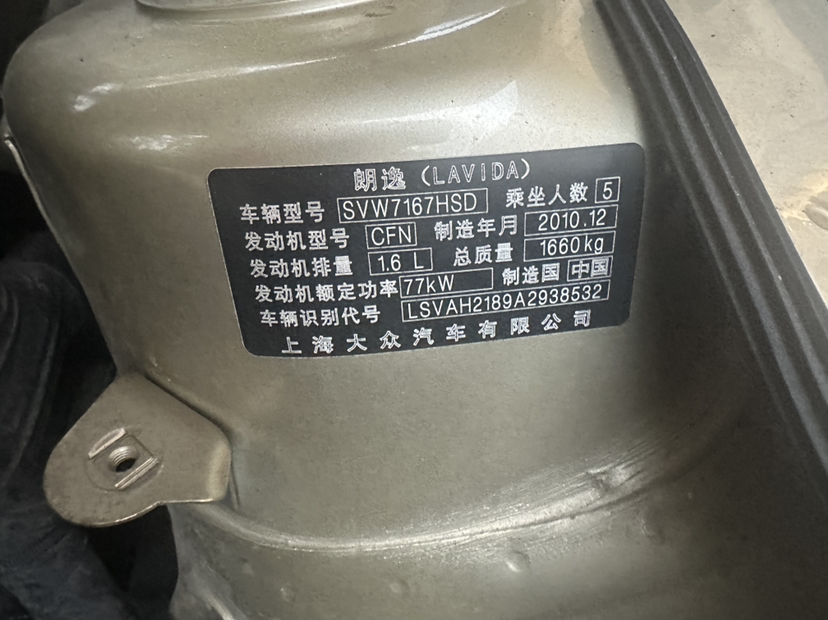 朗逸(LAVIDA)
车辆型号 SVW7167HSD 乘坐人数 5
发动机型号 CFN 制造年月 2010.12
发动机排量 1.6 L 总质量 1660kg
发动机额定功率 77kW 制造国 中国
车辆识别代号 LSVAH2189A2938532
上海大众汽车有限公司